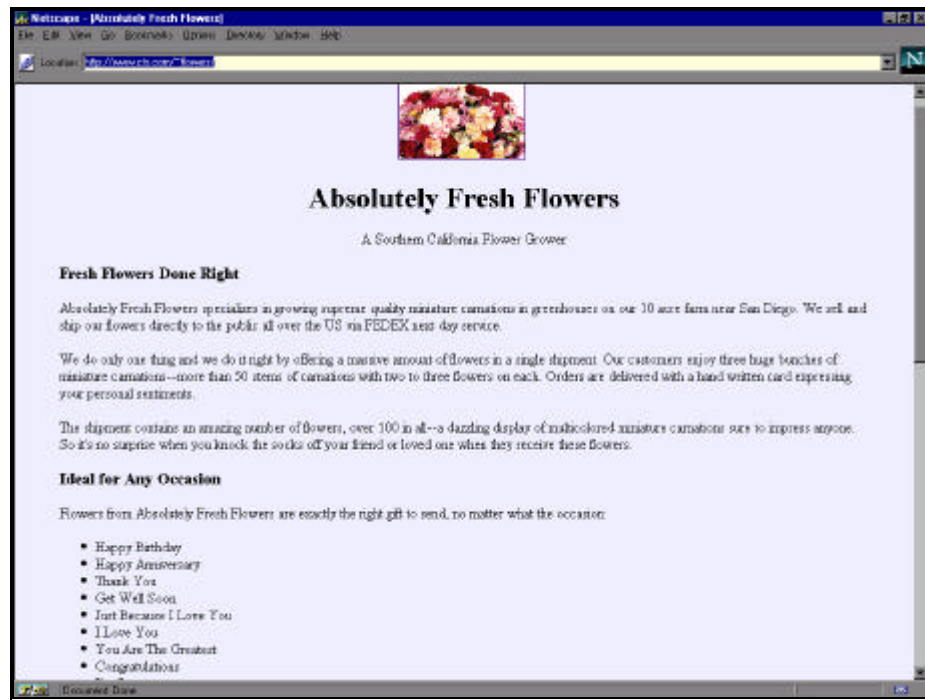 Netscape - [Absolutely Fresh Flowers]
File Edit View Go Bookmarks Options Directory Window Help
Location:
N
Absolutely Fresh Flowers
A Southern California Flower Grower
Fresh Flowers Done Right
Absolutely Fresh Flowers specializes in growing supreme quality miniature carnations in greenhouses on our 10 acre farm near San Diego. We sell and
ship our flowers directly to the public all over the US via FEDEX next day service.
We do only one thing and we do it right by offering a massive amount of flowers in a single shipment. Our customers enjoy three huge bunches of
miniature carnations--more than 50 stems of carnations with two to three flowers on each. Orders are delivered with a hand written card expressing
your personal sentiments.
The shipment contains an amazing number of flowers, over 100 in all--a dazzling display of multicolored miniature carnations sure to impress anyone.
So it's no surprise when you knock the socks off your friend or loved one when they receive these flowers.
Ideal for Any Occasion
Flowers from Absolutely Fresh Flowers are exactly the right gift to send, no matter what the occasion:
Happy Birthday
Happy Anniversary
Thank You
Get Well Soon
Just Because I Love You
I Love You
You Are The Greatest
Congratulations
Document Done